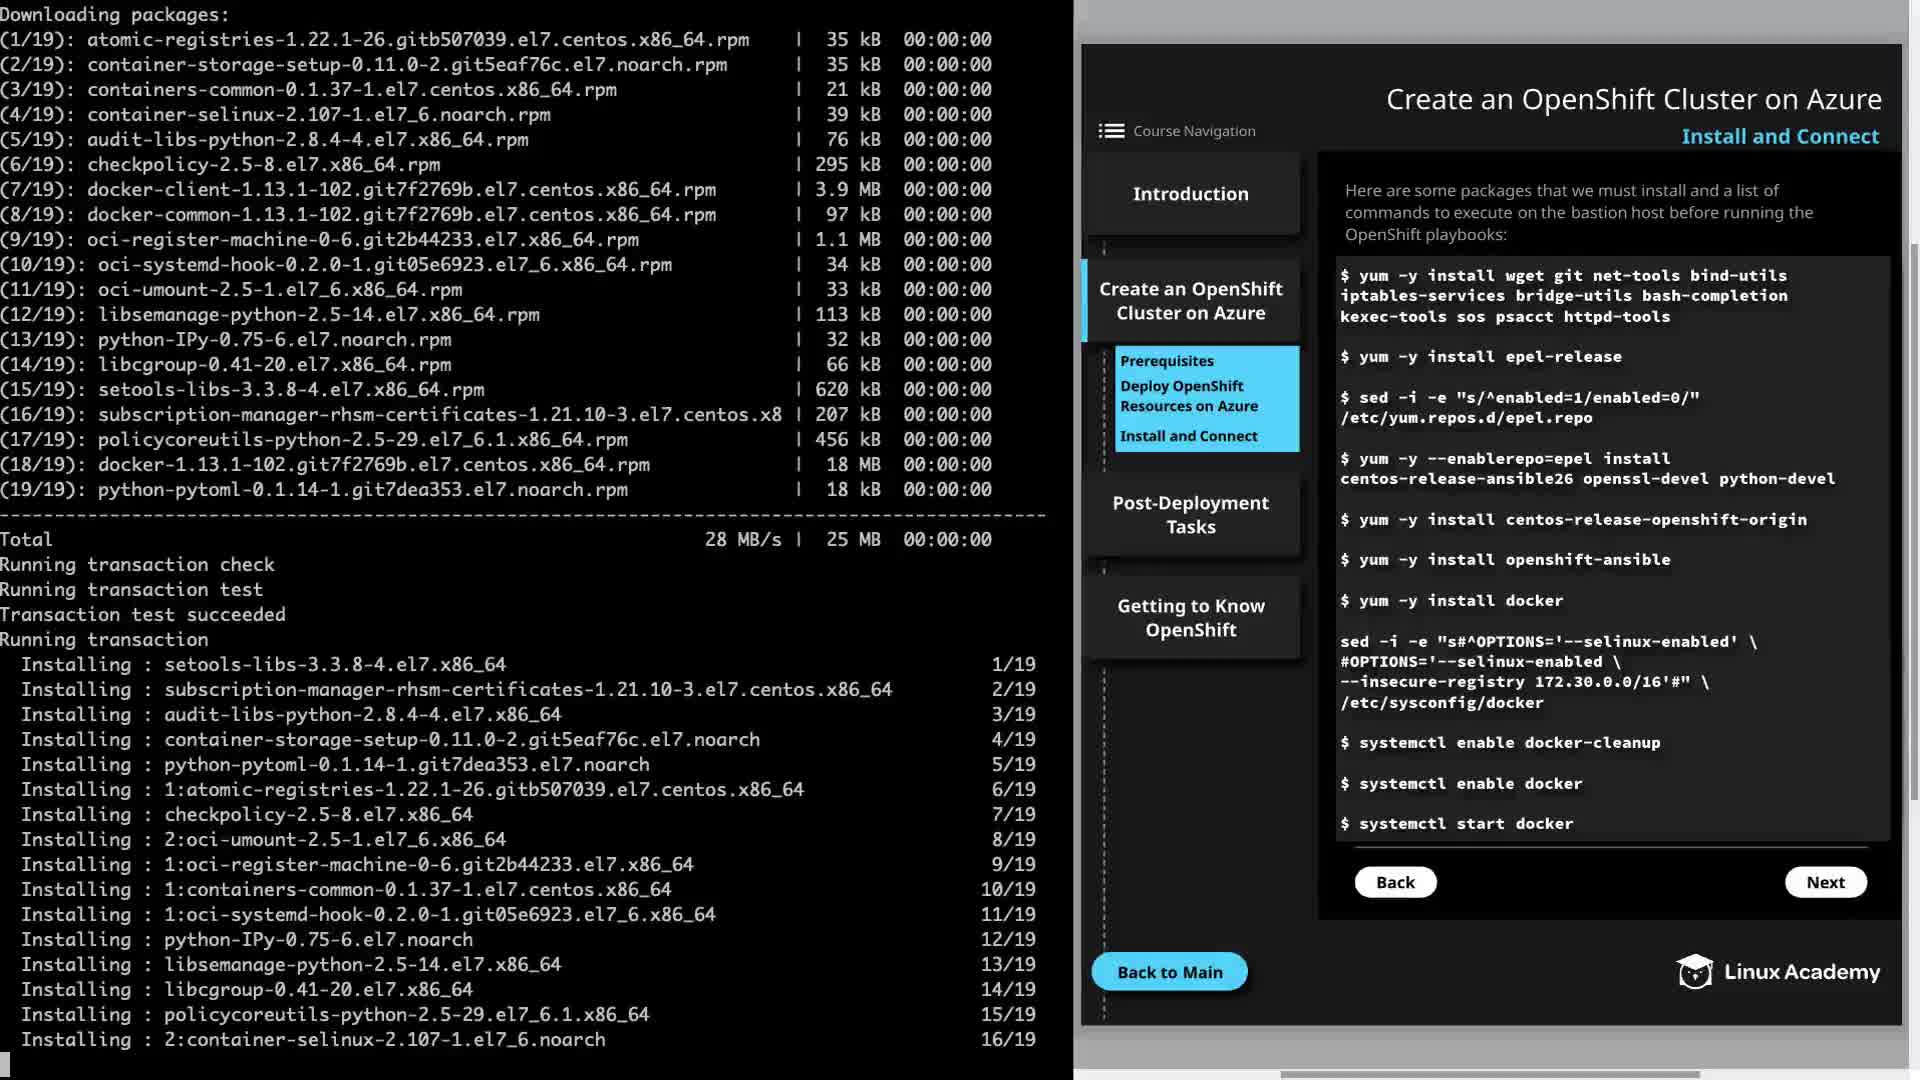 Downloading packages:
(1/19): atomic-registries-1.22.1-26.gitb507039.el7.centos.x86_64.rpm | 35 kB 00:00:00
(2/19): container-storage-setup-0.11.0-2.git5eaf76c.el7.noarch.rpm | 35 kB 00:00:00
(3/19): containers-common-0.1.37-1.el7.centos.x86_64.rpm | 21 kB 00:00:00
(4/19): container-selinux-2.107-1.el7_6.noarch.rpm | 39 kB 00:00:00
(5/19): audit-libs-python-2.8.4-4.el7.x86_64.rpm | 76 kB 00:00:00
(6/19): checkpolicy-2.5-8.el7.x86_64.rpm | 295 kB 00:00:00
(7/19): docker-client-1.13.1-102.git7f2769b.el7.centos.x86_64.rpm | 3.9 MB 00:00:00
(8/19): docker-common-1.13.1-102.git7f2769b.el7.centos.x86_64.rpm | 97 kB 00:00:00
(9/19): oci-register-machine-0-6.git2b44233.el7.x86_64.rpm | 1.1 MB 00:00:00
(10/19): oci-systemd-hook-0.2.0-1.git05e6923.el7_6.x86_64.rpm | 34 kB 00:00:00
(11/19): oci-umount-2.5-1.el7_6.x86_64.rpm | 33 kB 00:00:00
(12/19): libsemanage-python-2.5-14.el7.x86_64.rpm | 113 kB 00:00:00
(13/19): python-IPy-0.75-6.el7.noarch.rpm | 32 kB 00:00:00
(14/19): libcgroup-0.41-20.el7.x86_64.rpm | 66 kB 00:00:00
(15/19): setools-libs-3.3.8-4.el7.x86_64.rpm | 620 kB 00:00:00
(16/19): subscription-manager-rhsm-certificates-1.21.10-3.el7.centos.x8 | 207 kB 00:00:00
(17/19): policycoreutils-python-2.5-29.el7_6.1.x86_64.rpm | 456 kB 00:00:00
(18/19): docker-1.13.1-102.git7f2769b.el7.centos.x86_64.rpm | 18 MB 00:00:00
(19/19): python-pytoml-0.1.14-1.git7dea353.el7.noarch.rpm | 18 kB 00:00:00
-----------------------------------------------------------------------------------------------
Total 28 MB/s | 25 MB 00:00:00
Running transaction check
Running transaction test
Transaction test succeeded
Running transaction
Installing : setools-libs-3.3.8-4.el7.x86_64 1/19
Installing : subscription-manager-rhsm-certificates-1.21.10-3.el7.centos.x86_64 2/19
Installing : audit-libs-python-2.8.4-4.el7.x86_64 3/19
Installing : container-storage-setup-0.11.0-2.git5eaf76c.el7.noarch 4/19
Installing : python-pytoml-0.1.14-1.git7dea353.el7.noarch 5/19
Installing : 1:atomic-registries-1.22.1-26.gitb507039.el7.centos.x86_64 6/19
Installing : checkpolicy-2.5-8.el7.x86_64 7/19
Installing : 2:oci-umount-2.5-1.el7_6.x86_64 8/19
Installing : 1:oci-register-machine-0-6.git2b44233.el7.x86_64 9/19
Installing : 1:containers-common-0.1.37-1.el7.centos.x86_64 10/19
Installing : 1:oci-systemd-hook-0.2.0-1.git05e6923.el7_6.x86_64 11/19
Installing : python-IPy-0.75-6.el7.noarch 12/19
Installing : libsemanage-python-2.5-14.el7.x86_64 13/19
Installing : libcgroup-0.41-20.el7.x86_64 14/19
Installing : policycoreutils-python-2.5-29.el7_6.1.x86_64 15/19
Installing : 2:container-selinux-2.107-1.el7_6.noarch 16/19
Create an OpenShift Cluster on Azure
Install and Connect
Course Navigation
Introduction
Create an OpenShift
Cluster on Azure
Prerequisites
Deploy OpenShift
Resources on Azure
Install and Connect
Post-Deployment
Tasks
Getting to Know
OpenShift
Back to Main
Here are some packages that we must install and a list of
commands to execute on the bastion host before running the
OpenShift playbooks:
$ yum -y install wget git net-tools bind-utils
iptables-services bridge-utils bash-completion
kexec-tools sos psacct httpd-tools
$ yum -y install epel-release
$ sed -i -e "s/^enabled=1/enabled=0/"
/etc/yum.repos.d/epel.repo
$ yum -y --enablerepo=epel install
centos-release-ansible26 openssl-devel python-devel
$ yum -y install centos-release-openshift-origin
$ yum -y install openshift-ansible
$ yum -y install docker
sed -i -e "s#^OPTIONS='--selinux-enabled' \
#OPTIONS='--selinux-enabled \
--insecure-registry 172.30.0.0/16'#" \
/etc/sysconfig/docker
$ systemctl enable docker-cleanup
$ systemctl enable docker
$ systemctl start docker
Back
Next
Linux Academy